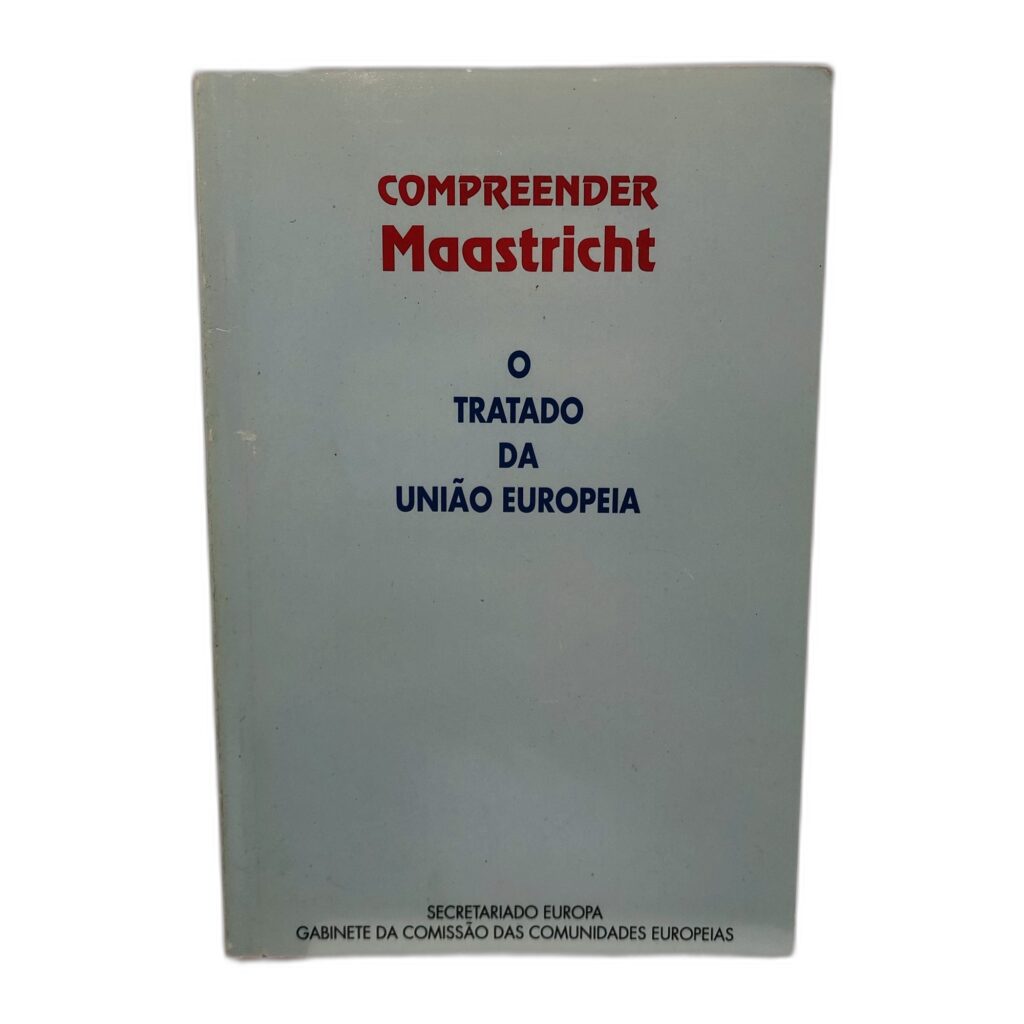 COMPREENDER
Maastricht
O
TRATADO
DA
UNIÃO EUROPEIA
SECRETARIADO EUROPA
GABINETE DA COMISSÃO DAS COMUNIDADES EUROPEIAS